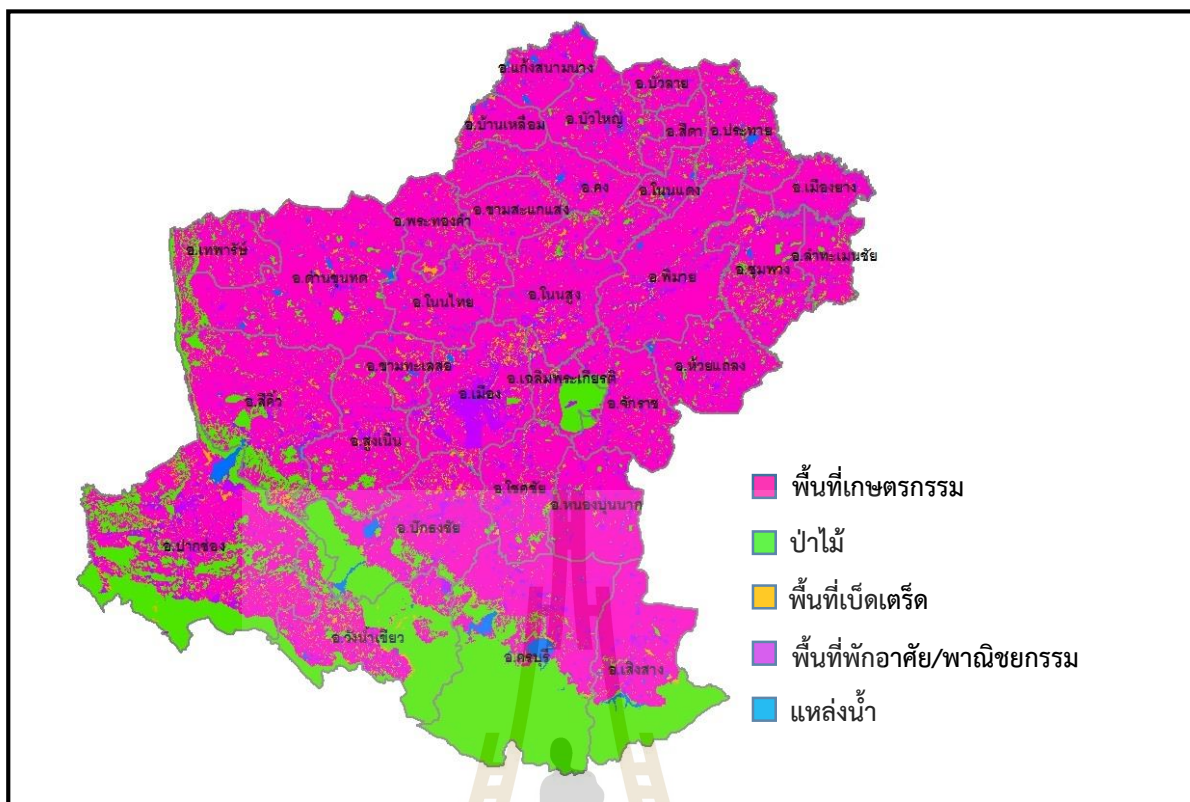 อ.แก้งสนามนาง
อ.บัวลาย
อ.บ้านเหลื่อม
อ.บัวใหญ่
อ.สีดา
อ.ประทาย
อ.คง
อ.โนนแดง
อ.เมืองยาง
อ.พระทองคำ
อ.ขามสะแกแสง
อ.เทพารักษ์
อ.ด่านขุนทด
อ.โนนไทย
อ.โนนสูง
อ.พิมาย
อ.ชุมพวง
อ.ลำทะเมนชัย
อ.ขามทะเลสอ
อ.เมือง
อ.เฉลิมพระเกียรติ
อ.ห้วยแถลง
อ.สีคิ้ว
อ.จักราช
อ.สูงเนิน
อ.โชคชัย
อ.หนองบุนนาก
อ.ปักธงชัย
อ.ปากช่อง
อ.วังน้ำเขียว
อ.ครบุรี
อ.เสิงสาง
พื้นที่เกษตรกรรม
ป่าไม้
พื้นที่เบ็ดเตร็ด
พื้นที่พักอาศัย/พาณิชยกรรม
แหล่งน้ำ